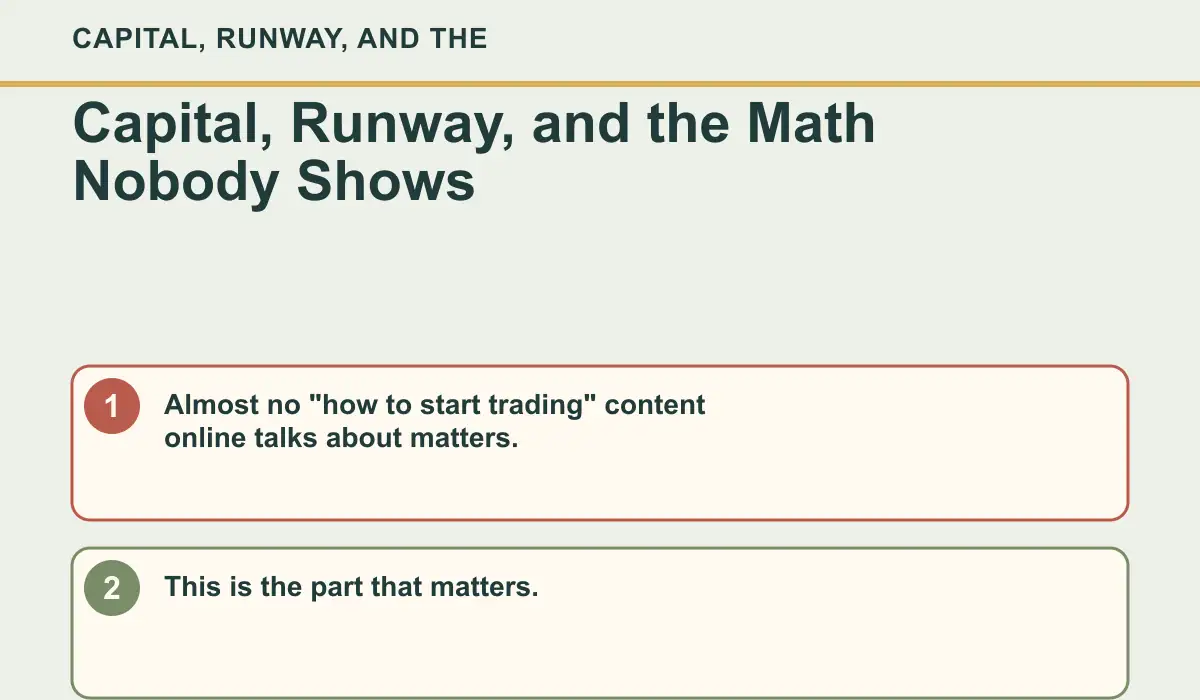 CAPITAL, RUNWAY, AND THE
Capital, Runway, and the Math
Nobody Shows
1
Almost no "how to start trading" content
online talks about matters.
2
This is the part that matters.